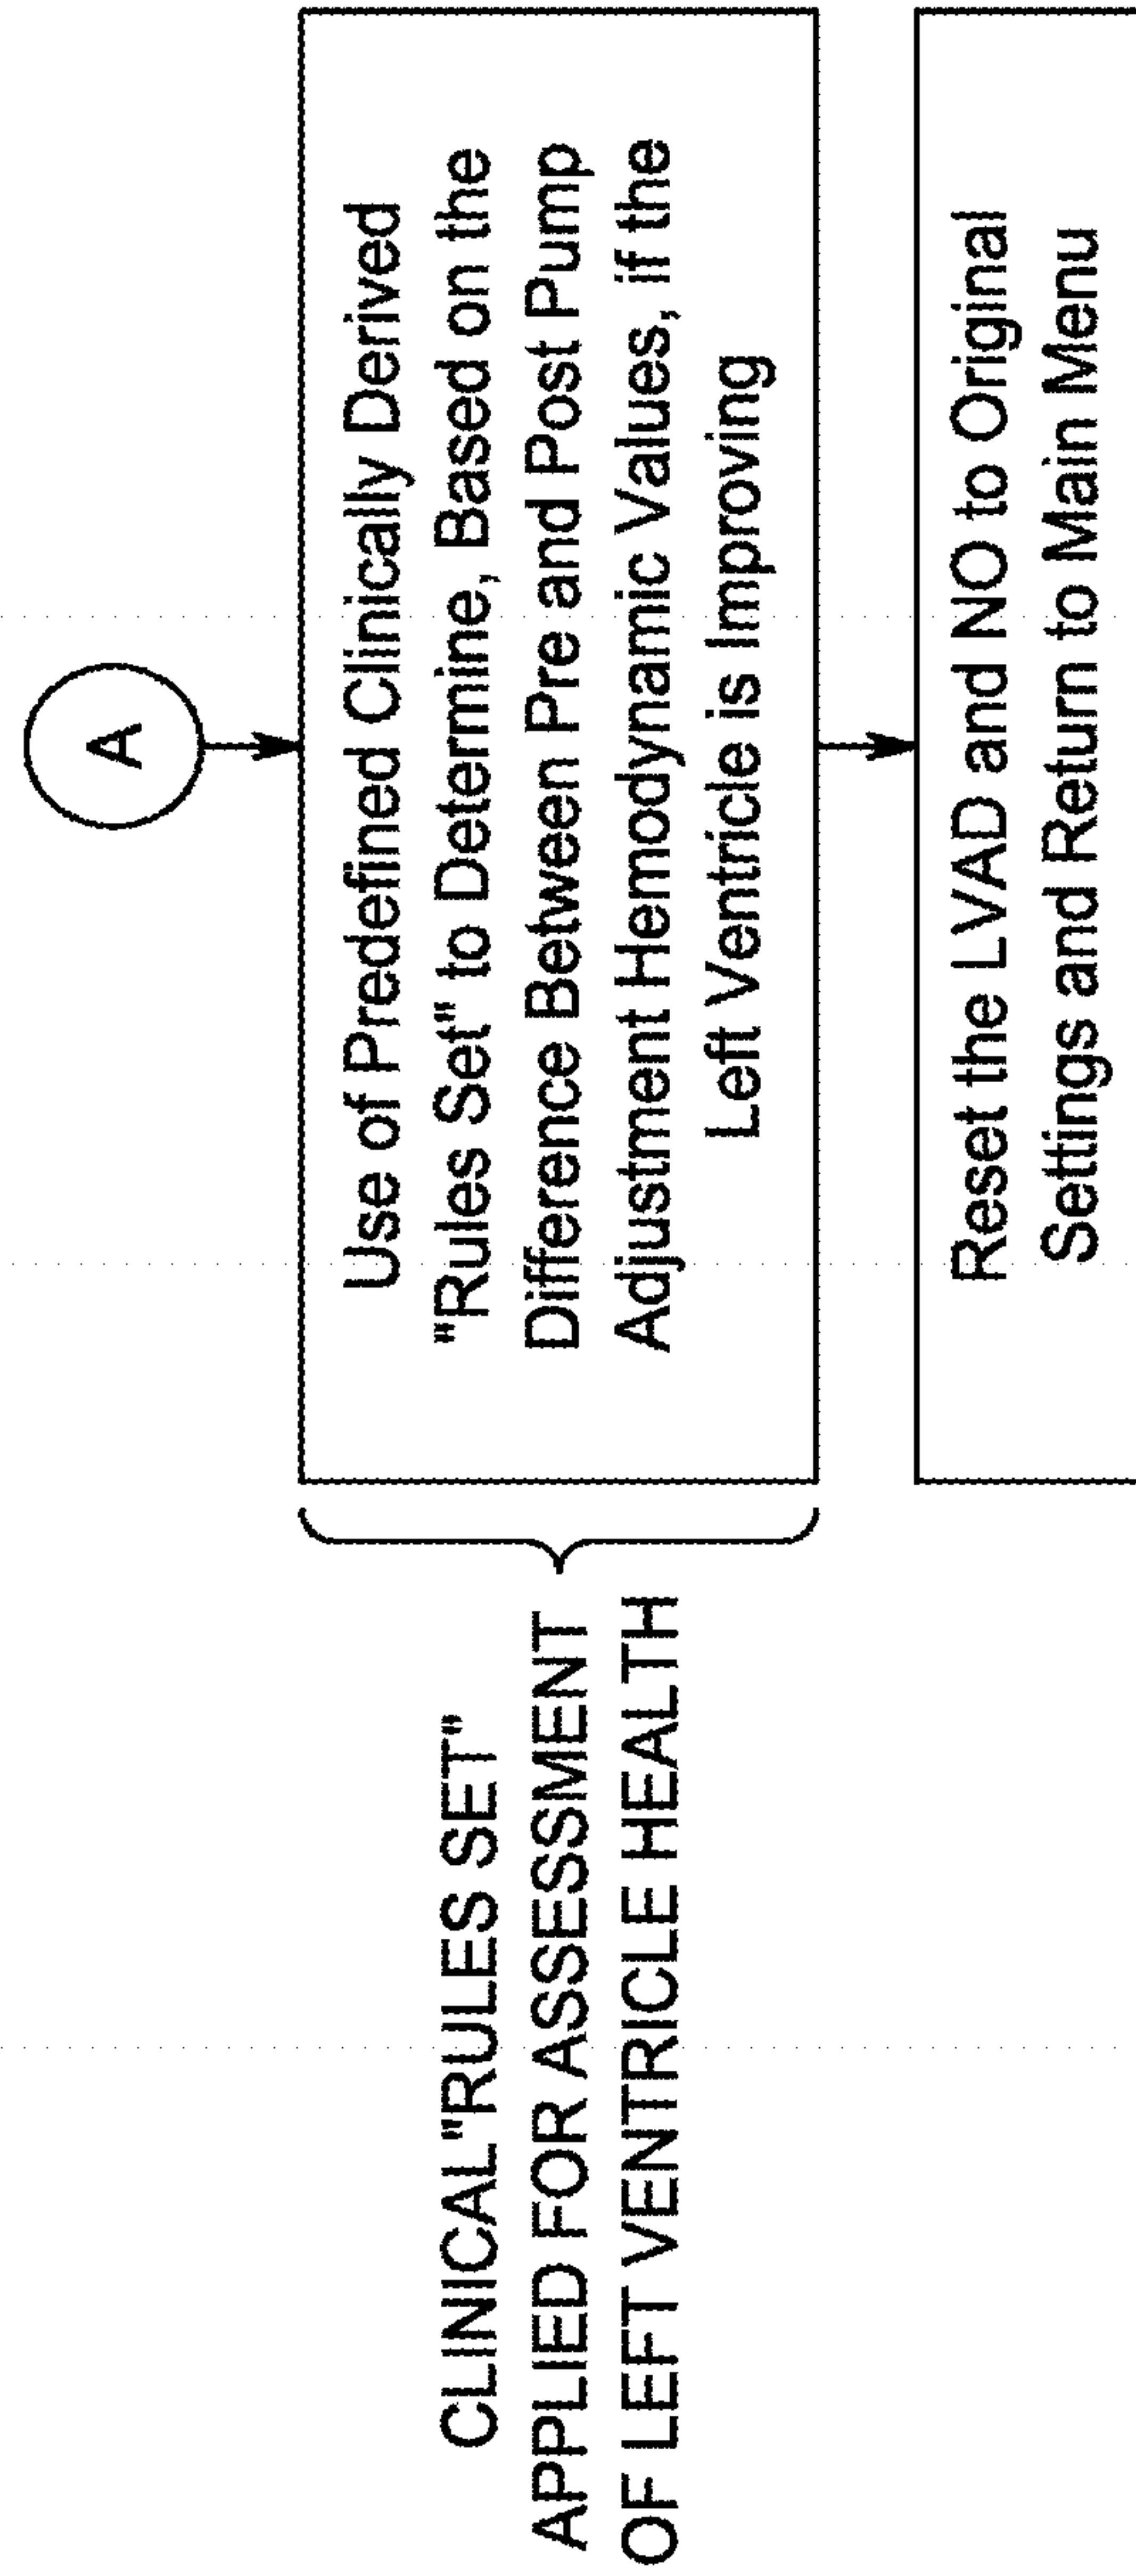 A
CLINICAL"RULES SET"
APPLIED FOR ASSESSMENT
OF LEFT VENTRICLE HEALTH
Use of Predefined Clinically Derived
"Rules Set" to Determine, Based on the
Difference Between Pre and Post Pump
Adjustment Hemodynamic Values, if the
Left Ventricle is Improving
Reset the LVAD and NO to Original
Settings and Return to Main Menu